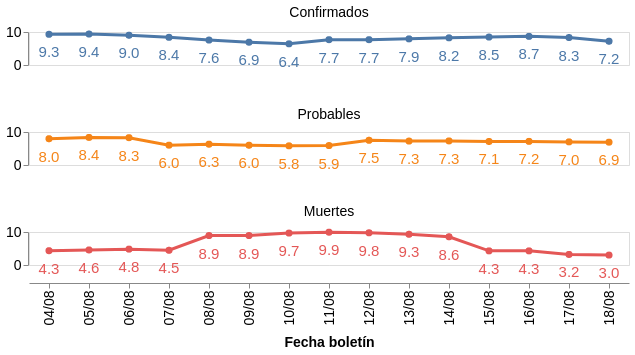 Confirmados
10
9.3 9.4 9.0 8.4 7.6 6.9 6.4 7.7 7.7 7.9 8.2 8.5 8.7 8.3 7.2
0
Probables
10
8.0 8.4 8.3 6.0 6.3 6.0 5.8 5.9 7.5 7.3 7.3 7.1 7.2 7.0 6.9
0
Muertes
10
4.3 4.6 4.8 4.5 8.9 8.9 9.7 9.9 9.8 9.3 8.6 4.3 4.3 3.2 3.0
0
04/08 05/08 06/08 07/08 08/08 09/08 10/08 11/08 12/08 13/08 14/08 15/08 16/08 17/08 18/08
Fecha boletín